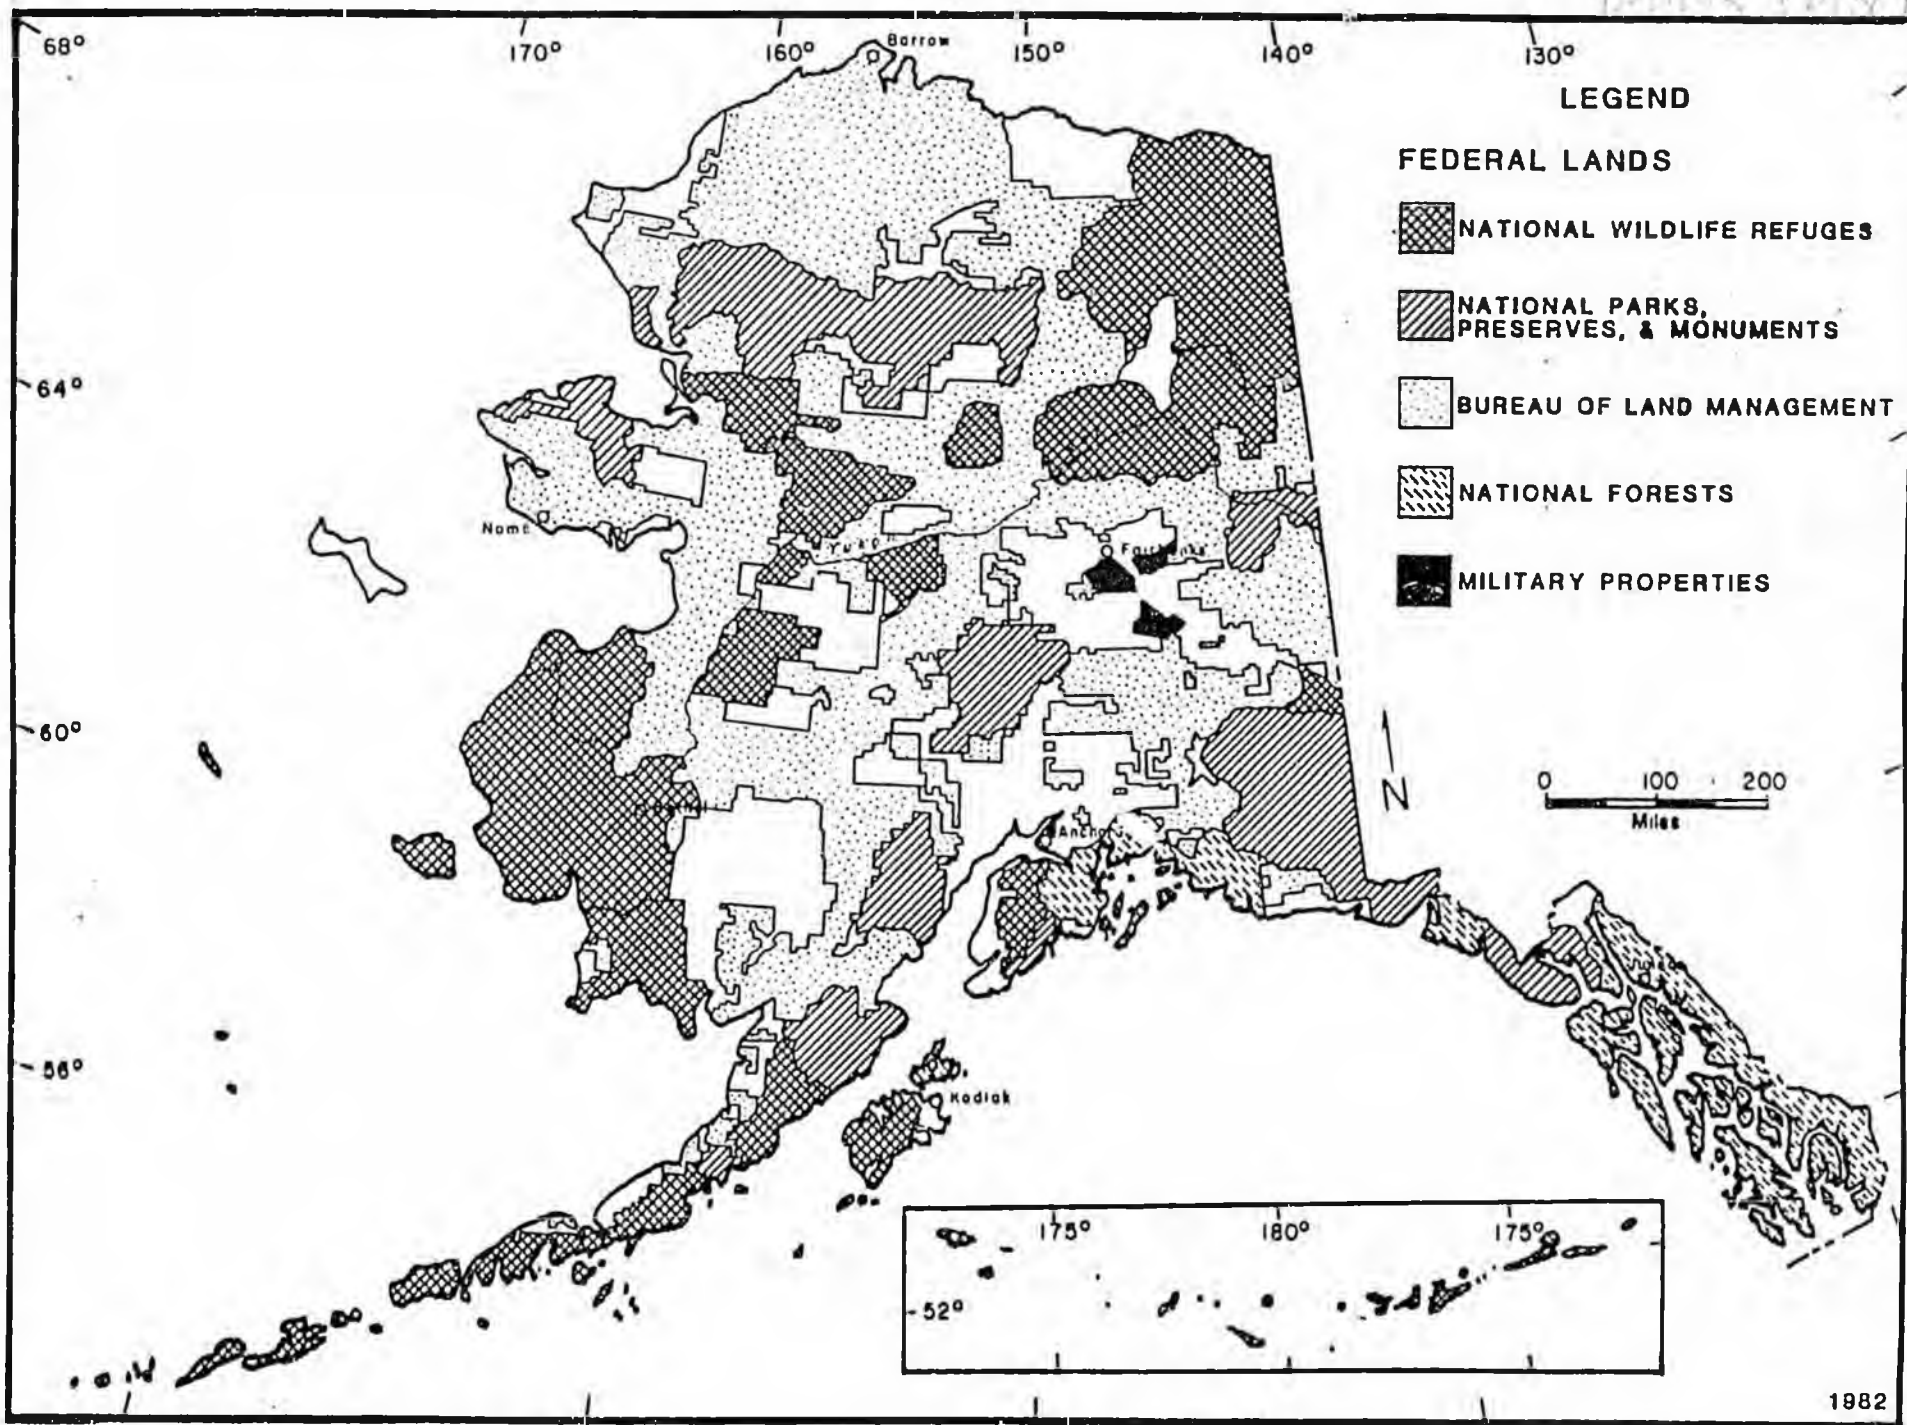 68°
170°
160°
150°
140°
130°
Barrow
LEGEND
FEDERAL LANDS
NATIONAL WILDLIFE REFUGES
NATIONAL PARKS,
PRESERVES, & MONUMENTS
64°
BUREAU OF LAND MANAGEMENT
NATIONAL FORESTS
Nome
Yukon
Fairbanks
MILITARY PROPERTIES
60°
N
0 100 200
Miles
Bethel
Anchorage
56°
Kodiak
175° 180° 175°
52°
1982